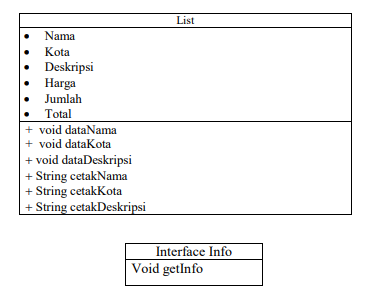 List
• Nama
• Kota
• Deskripsi
• Harga
• Jumlah
• Total
+ void dataNama
+ void dataKota
+ void dataDeskripsi
+ String cetakNama
+ String cetakKota
+ String cetakDeskripsi
Interface Info
Void getInfo